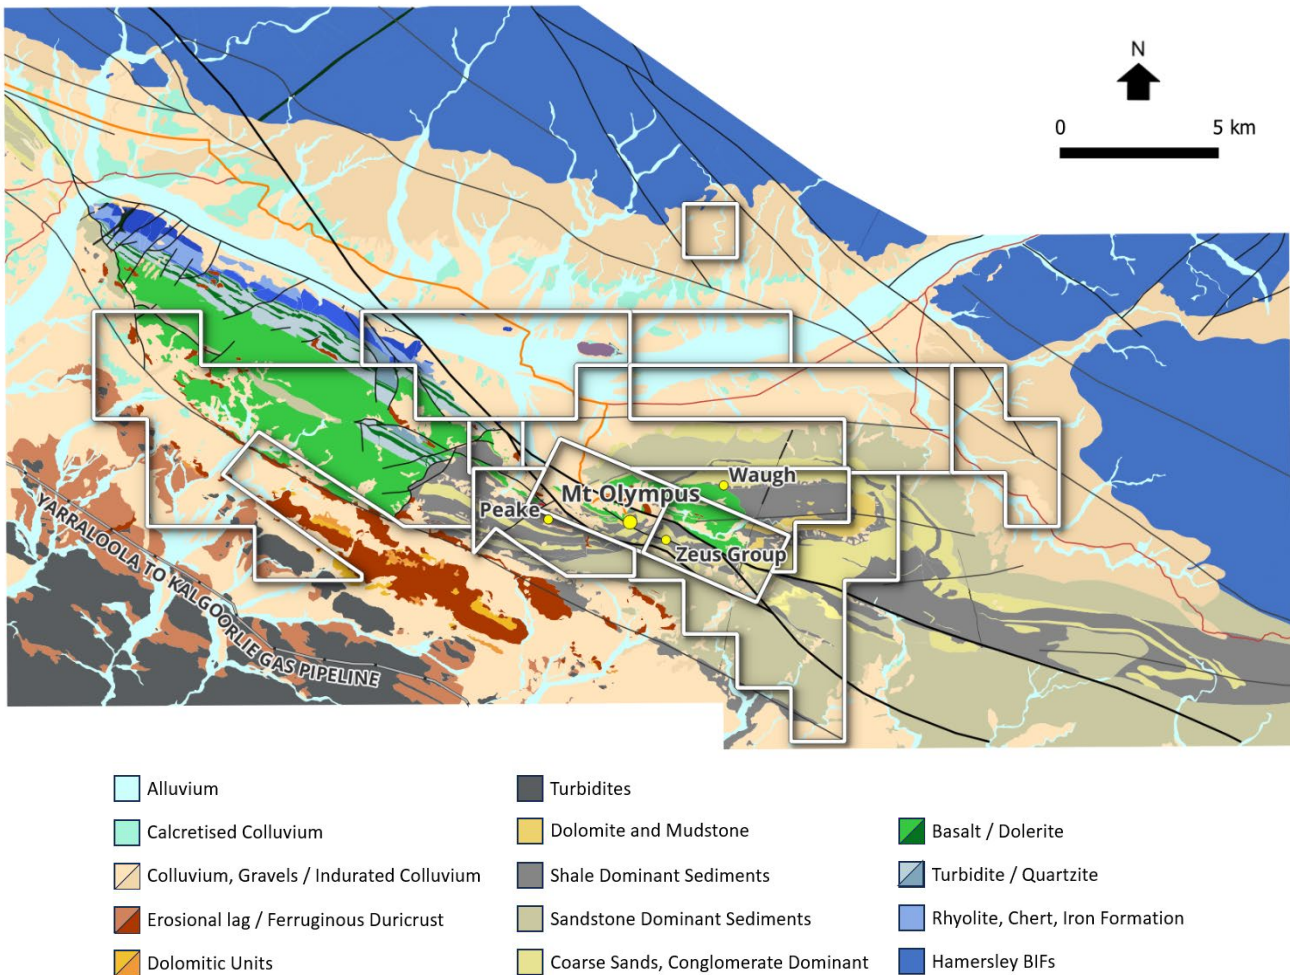 N
0 5 km
Waugh
Mt Olympus
Peake
Zeus Group
YARRALOOLA TO KALGOORLIE GAS PIPELINE
Alluvium
Calcretised Colluvium
Colluvium, Gravels / Indurated Colluvium
Erosional lag / Ferruginous Duricrust
Dolomitic Units
Turbidites
Dolomite and Mudstone
Shale Dominant Sediments
Sandstone Dominant Sediments
Coarse Sands, Conglomerate Dominant
Basalt / Dolerite
Turbidite / Quartzite
Rhyolite, Chert, Iron Formation
Hamersley BIFs